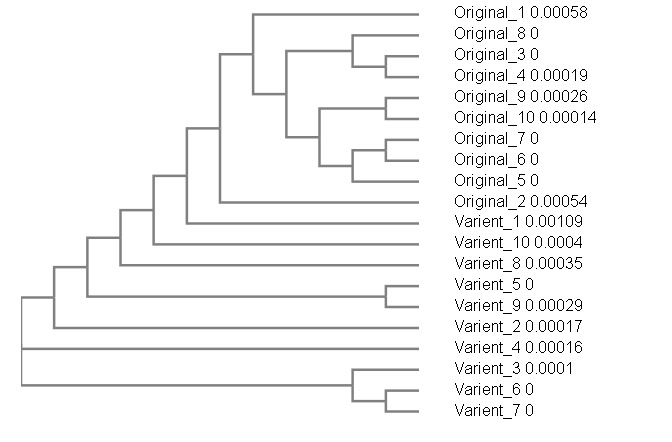 Original_1 0.00058
Original_8 0
Original_3 0
Original_4 0.00019
Original_9 0.00026
Original_10 0.00014
Original_7 0
Original_6 0
Original_5 0
Original_2 0.00054
Varient_1 0.00109
Varient_10 0.0004
Varient_8 0.00035
Varient_5 0
Varient_9 0.00029
Varient_2 0.00017
Varient_4 0.00016
Varient_3 0.0001
Varient_6 0
Varient_7 0